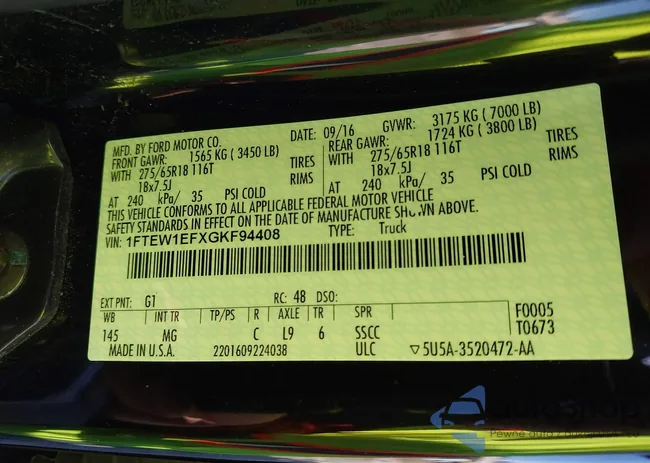 MFD. BY FORD MOTOR CO. DATE: 09/16 GVWR: 3175 KG ( 7000 LB)
FRONT GAWR: 1565 KG ( 3450 LB) REAR GAWR: 1724 KG ( 3800 LB)
WITH 275/65R18 116T TIRES WITH 275/65R18 116T TIRES
18x7.5J RIMS 18x7.5J RIMS
AT 240 kPa/ 35 PSI COLD AT 240 kPa/ 35 PSI COLD
THIS VEHICLE CONFORMS TO ALL APPLICABLE FEDERAL MOTOR VEHICLE
SAFETY STANDARDS IN EFFECT ON THE DATE OF MANUFACTURE SHOWN ABOVE.
VIN: 1FTEW1EFXGKF94408 TYPE: Truck
EXT PNT: G1 RC: 48 DSO:
WB INT TR TP/PS R AXLE TR SPR F0005
145 MG C L9 6 SSCC T0673
MADE IN U.S.A. 2201609224038 ULC ▽5U5A-3520472-AA
autoShop